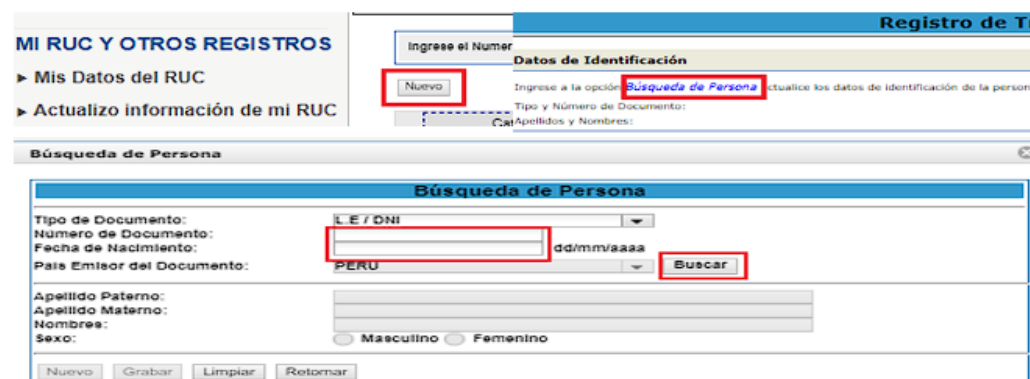 MI RUC Y OTROS REGISTROS
▸ Mis Datos del RUC
▸ Actualizo información de mi RUC
Ingrese el Numer
Nuevo
Registro de T
Datos de Identificación
Ingrese a la opción Búsqueda de Persona ctualice los datos de identificación de la person
Tipo y Número de Documento:
Apellidos y Nombres:
Búsqueda de Persona
Búsqueda de Persona
Tipo de Documento: L.E / DNI
Número de Documento:
Fecha de Nacimiento: dd/mm/aaaa
Pais Emisor del Documento: PERU Buscar
Apellido Paterno:
Apellido Materno:
Nombres:
Sexo: Masculino Femenino
Nuevo Grabar Limpiar Retornar